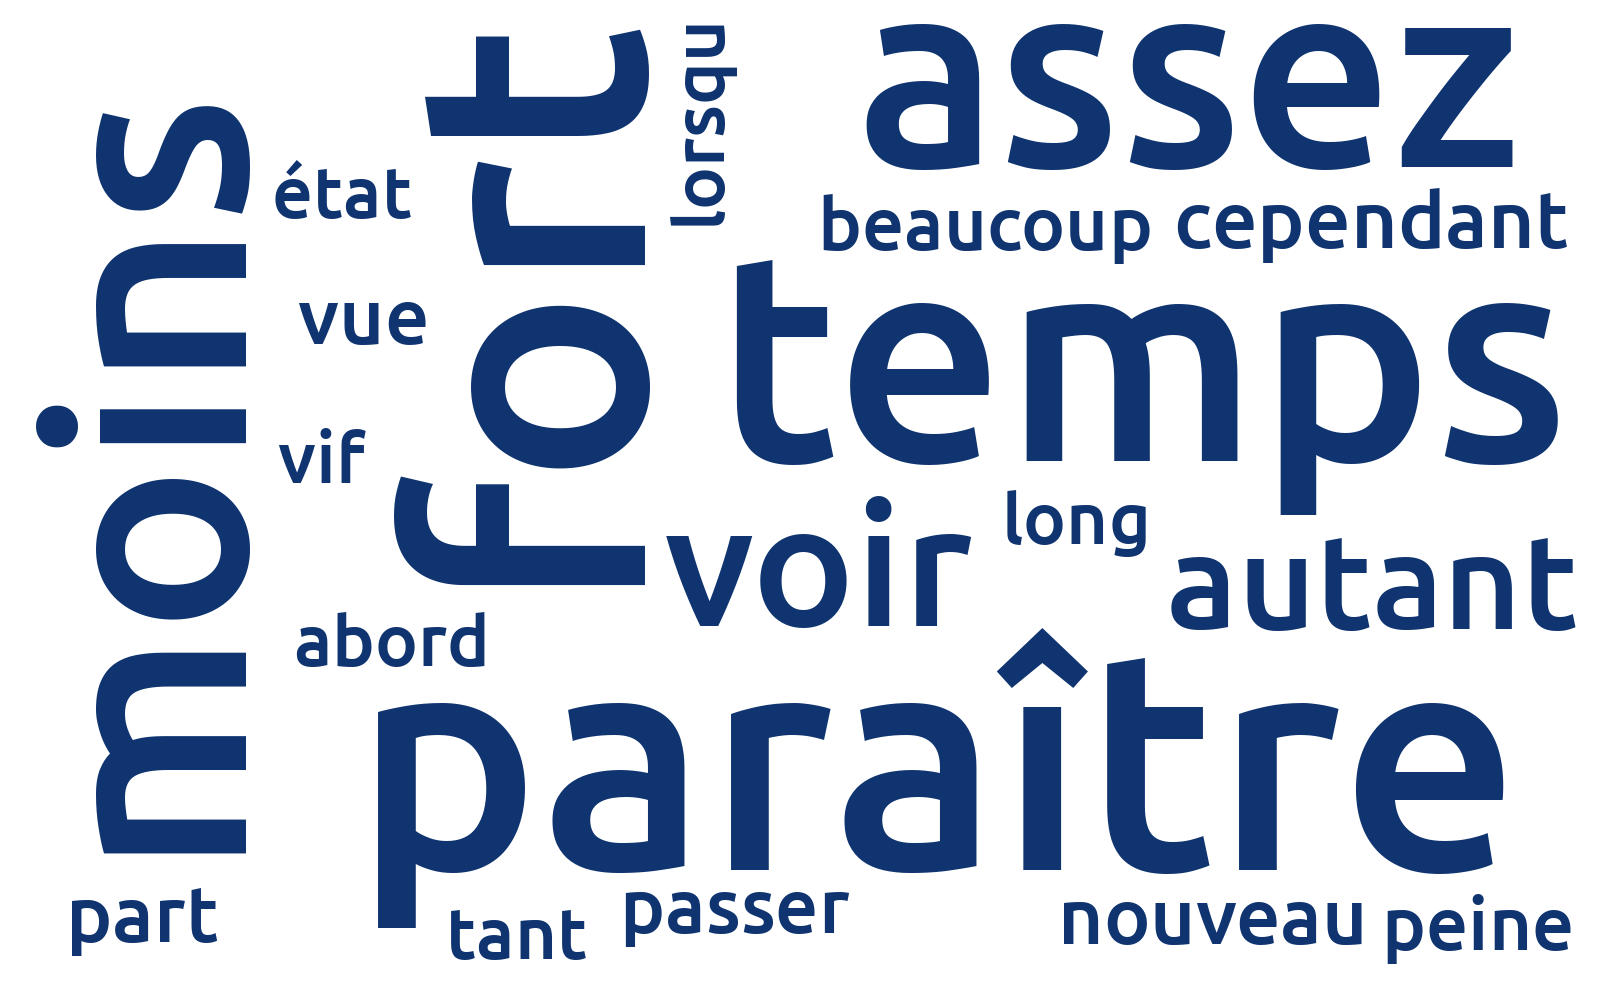 assez
fort
lorsqu
moins
état
beaucoup
cependant
temps
vue
vif
voir
long
autant
abord
paraître
part
tant
passer
nouveau
peine